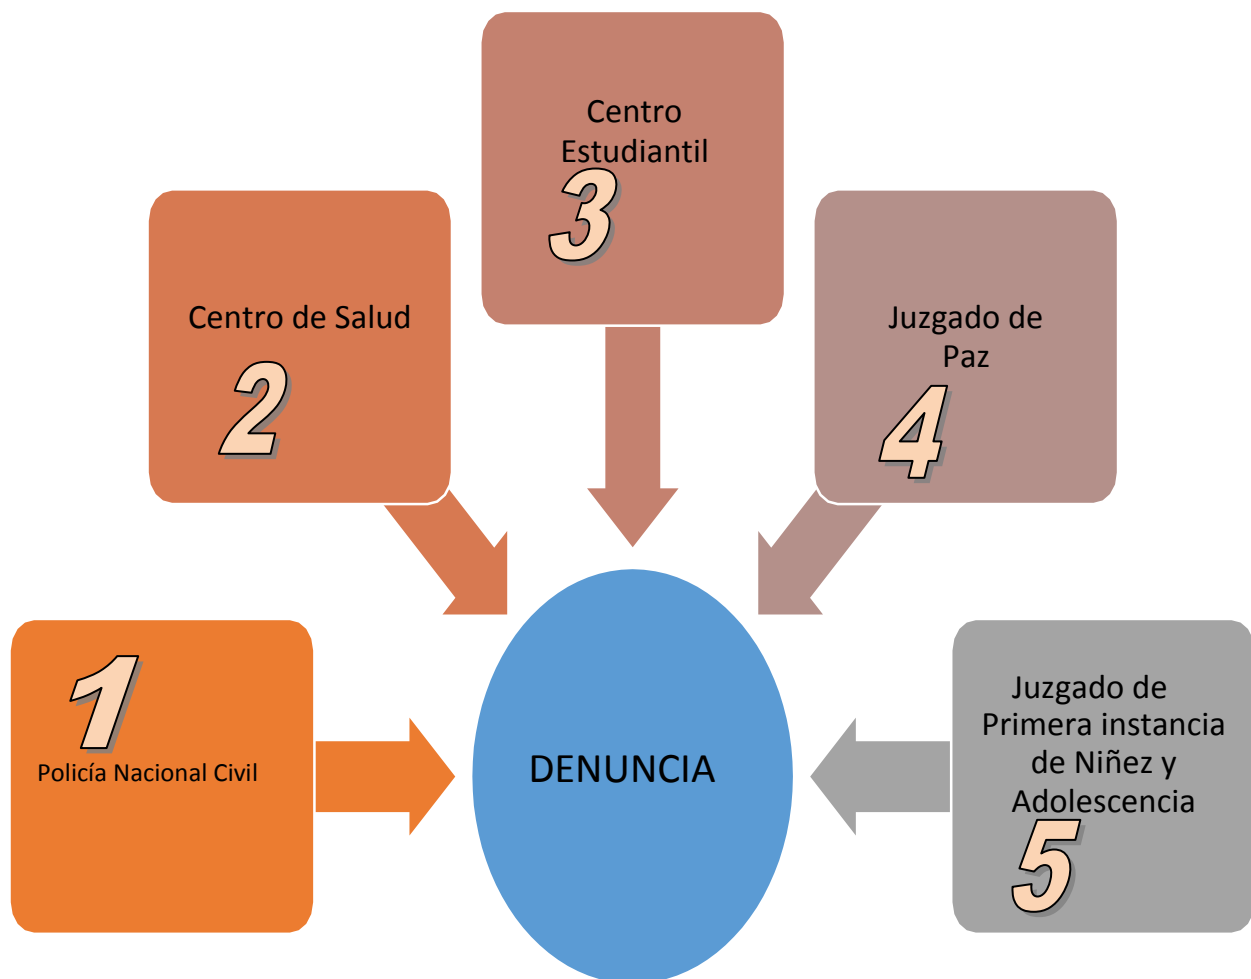 1
Policía Nacional Civil
Centro de Salud
2
Centro
Estudiantil
3
Juzgado de
Paz
4
Juzgado de
Primera instancia
de Niñez y
Adolescencia
5
DENUNCIA